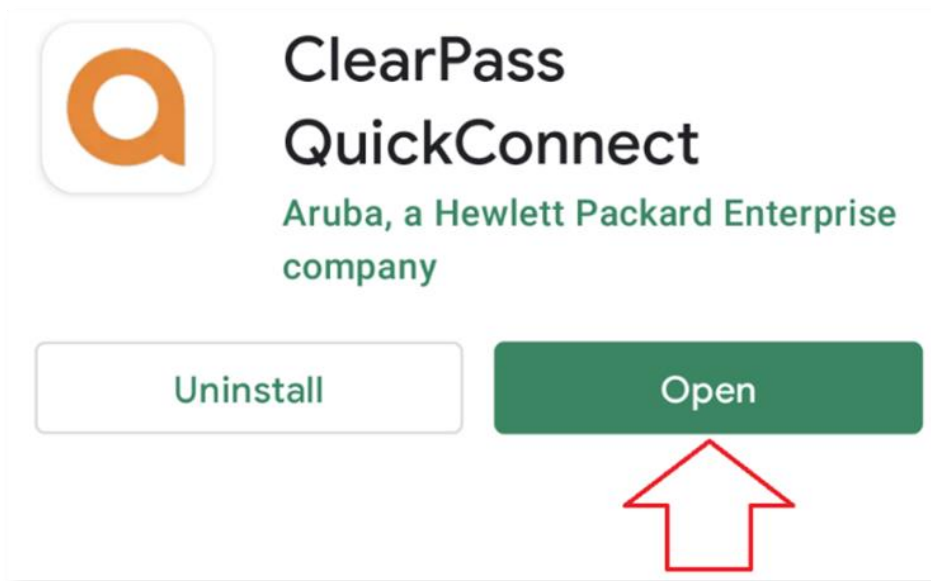 ClearPass
QuickConnect
Aruba, a Hewlett Packard Enterprise
company
Uninstall
Open